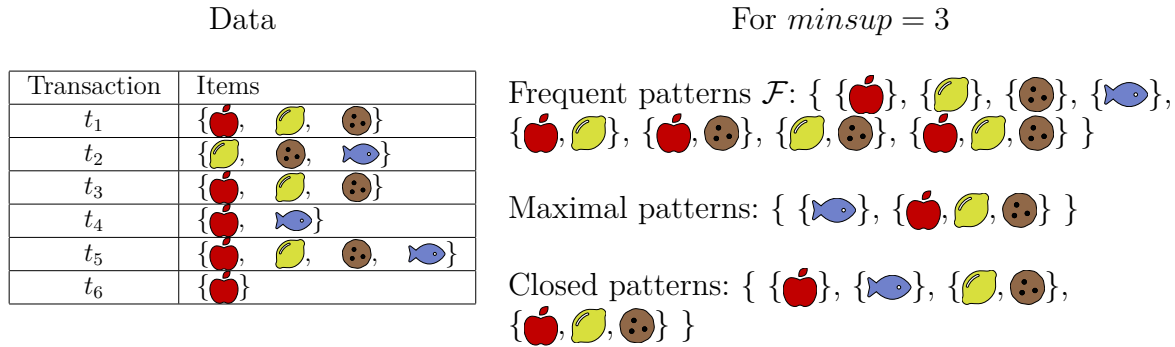 Data
For minsup = 3
Transaction Items
t1 { , , }
t2 { , , }
t3 { , , }
t4 { , }
t5 { , , , }
t6 { }
Frequent patterns F: { { }, { }, { }, { },
{ , }, { , }, { , }, { , , } }
Maximal patterns: { { }, { , , } }
Closed patterns: { { }, { }, { , },
{ , , } }